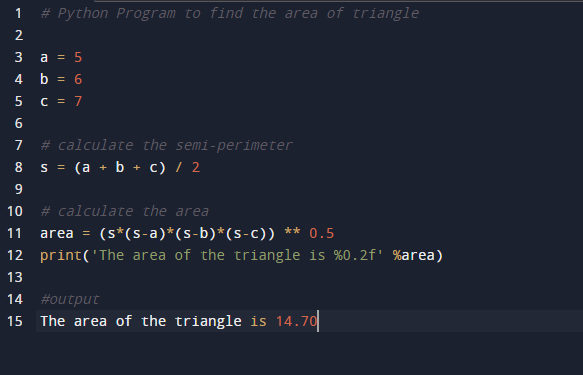 1 # Python Program to find the area of triangle
2
3 a = 5
4 b = 6
5 c = 7
6
7 # calculate the semi-perimeter
8 s = (a + b + c) / 2
9
10 # calculate the area
11 area = (s*(s-a)*(s-b)*(s-c)) ** 0.5
12 print('The area of the triangle is %0.2f' %area)
13
14 #output
15 The area of the triangle is 14.70